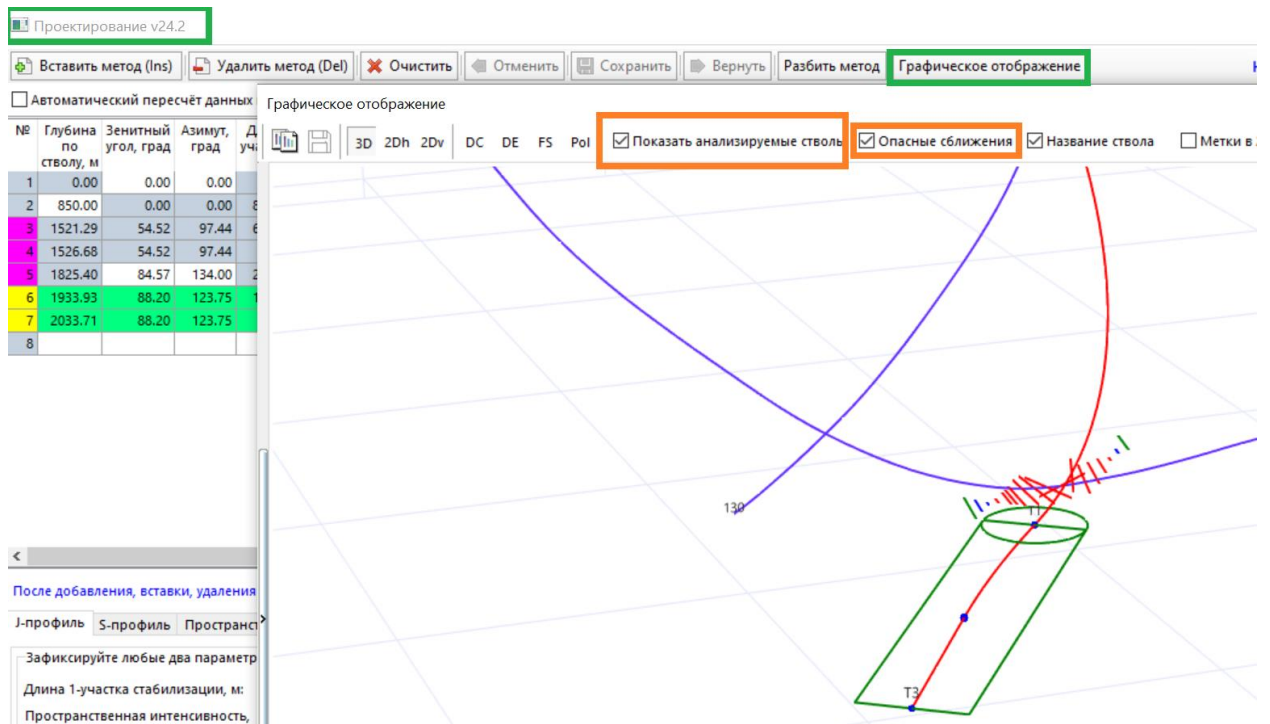 Проектирование v24.2
Вставить метод (Ins) Удалить метод (Del) Очистить Отменить Сохранить Вернуть Разбить метод Графическое отображение
Автоматический пересчёт данных
№ Глубина по стволу, м Зенитный угол, град Азимут, град
1 0.00 0.00 0.00
2 850.00 0.00 0.00
3 1521.29 54.52 97.44
4 1526.68 54.52 97.44
5 1825.40 84.57 134.00
6 1933.93 88.20 123.75
7 2033.71 88.20 123.75
8
После добавления, вставки, удаления
J-профиль S-профиль
Зафиксируйте любые два
Длина 1-участка стабилизации, м:
Пространственная интенсивность,
Графическое отображение
3D 2Dh 2Dv DC DE FS Pol Показать анализируемые стволы Опасные сближения Название ствола Метки в
130
T1
T3